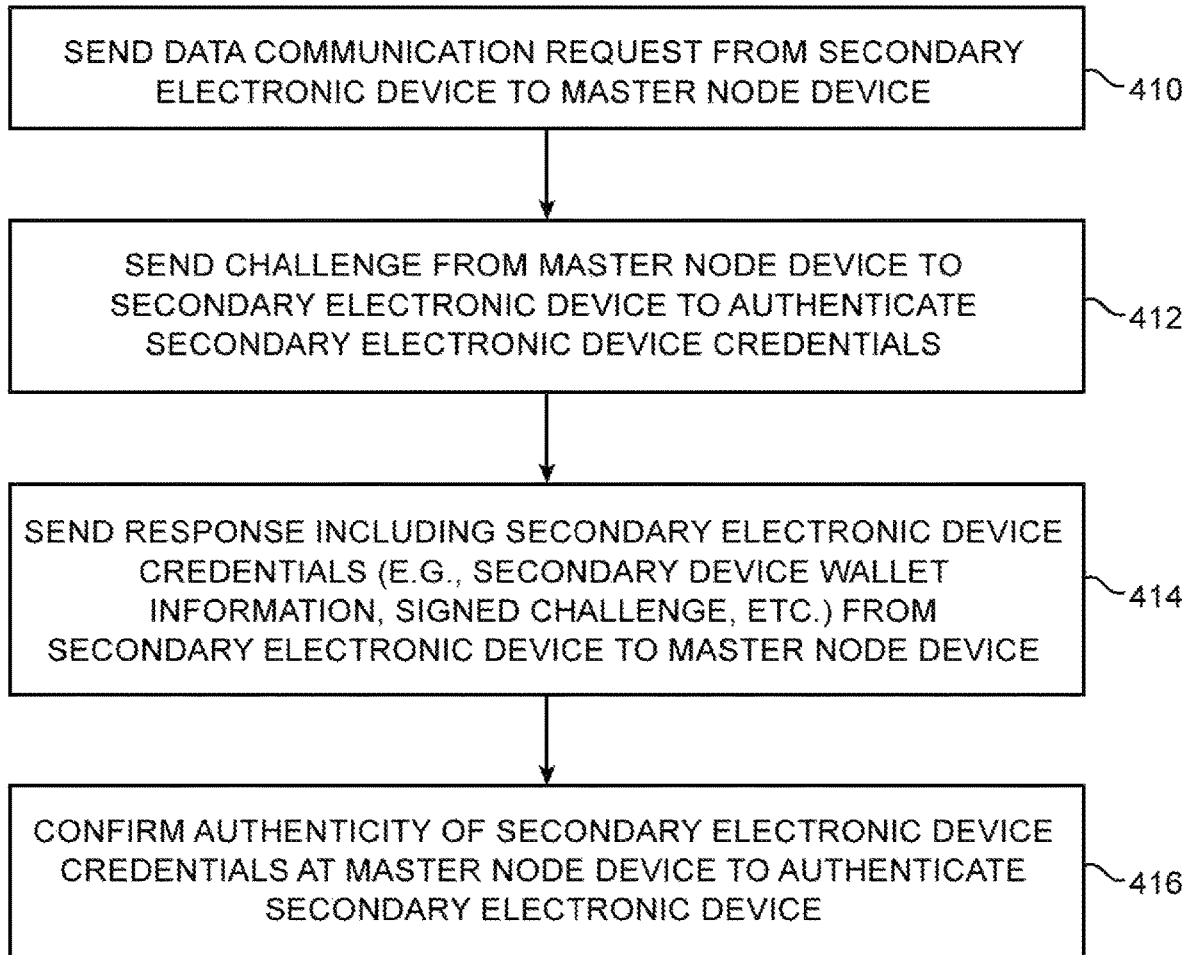 SEND DATA COMMUNICATION REQUEST FROM SECONDARY
ELECTRONIC DEVICE TO MASTER NODE DEVICE
410
SEND CHALLENGE FROM MASTER NODE DEVICE TO
SECONDARY ELECTRONIC DEVICE TO AUTHENTICATE
SECONDARY ELECTRONIC DEVICE CREDENTIALS
412
SEND RESPONSE INCLUDING SECONDARY ELECTRONIC DEVICE
CREDENTIALS (E.G., SECONDARY DEVICE WALLET
INFORMATION, SIGNED CHALLENGE, ETC.) FROM
SECONDARY ELECTRONIC DEVICE TO MASTER NODE DEVICE
414
CONFIRM AUTHENTICITY OF SECONDARY ELECTRONIC DEVICE
CREDENTIALS AT MASTER NODE DEVICE TO AUTHENTICATE
SECONDARY ELECTRONIC DEVICE
416